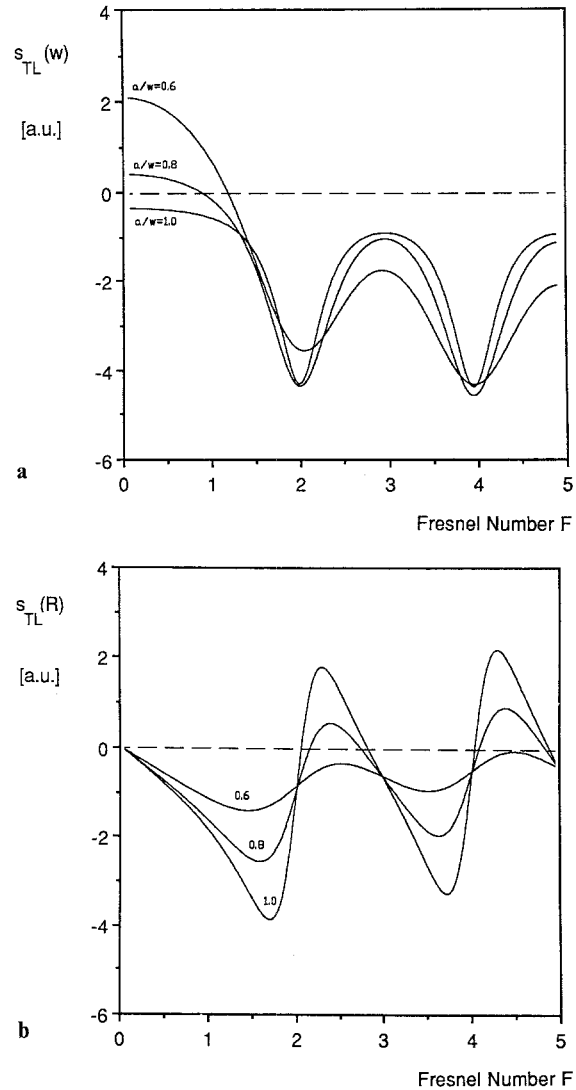 4
s_TL (w)
2
a/w=0.6
[a.u.]
a/w=0.8
0
a/w=1.0
-2
-4
-6
a
0 1 2 3 4 5
Fresnel Number F
4
s_TL (R)
2
[a.u.]
0
0.6
-2
0.8
1.0
-4
-6
b
0 1 2 3 4 5
Fresnel Number F